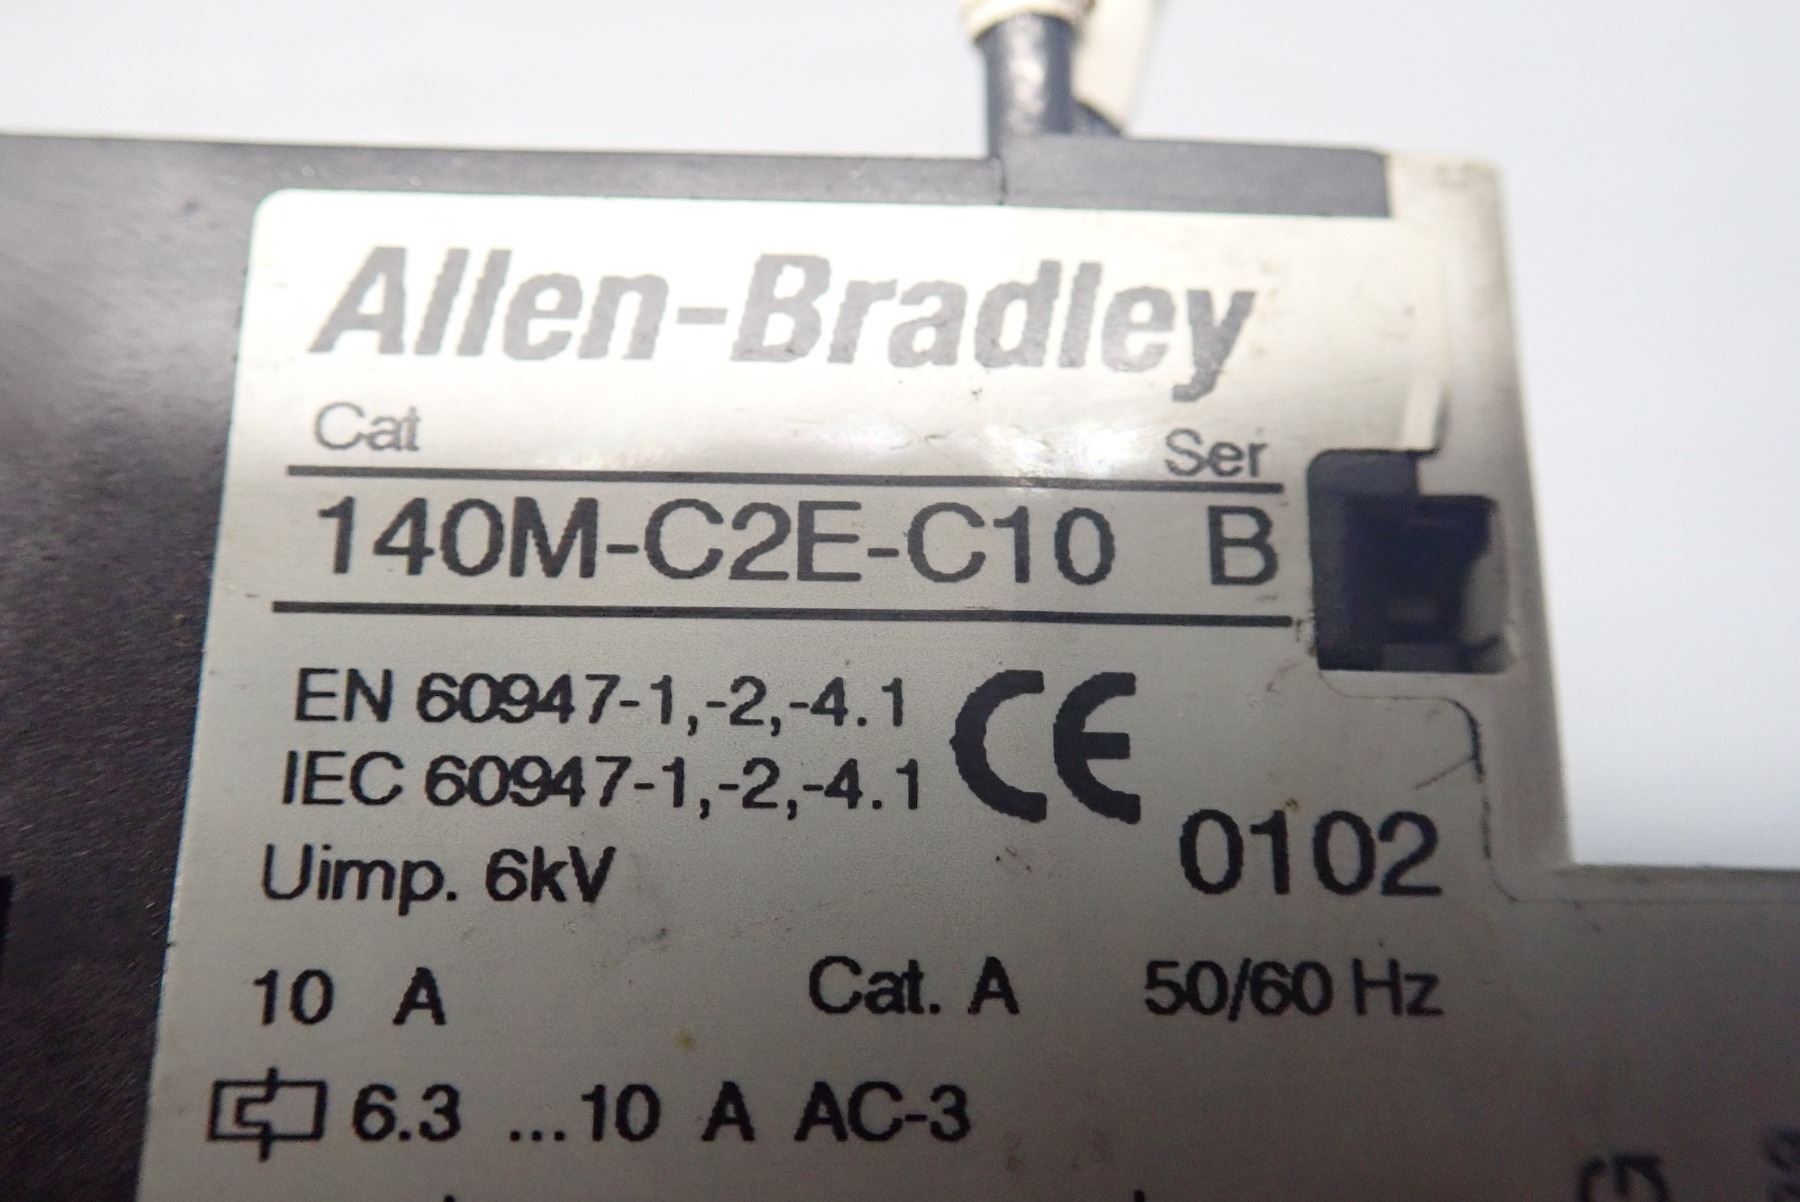 Allen-Bradley
Cat Ser
140M-C2E-C10 B
EN 60947-1,-2,-4.1
IEC 60947-1,-2,-4.1
CE
0102
Uimp. 6kV
10 A Cat. A 50/60 Hz
6.3 ...10 A AC-3